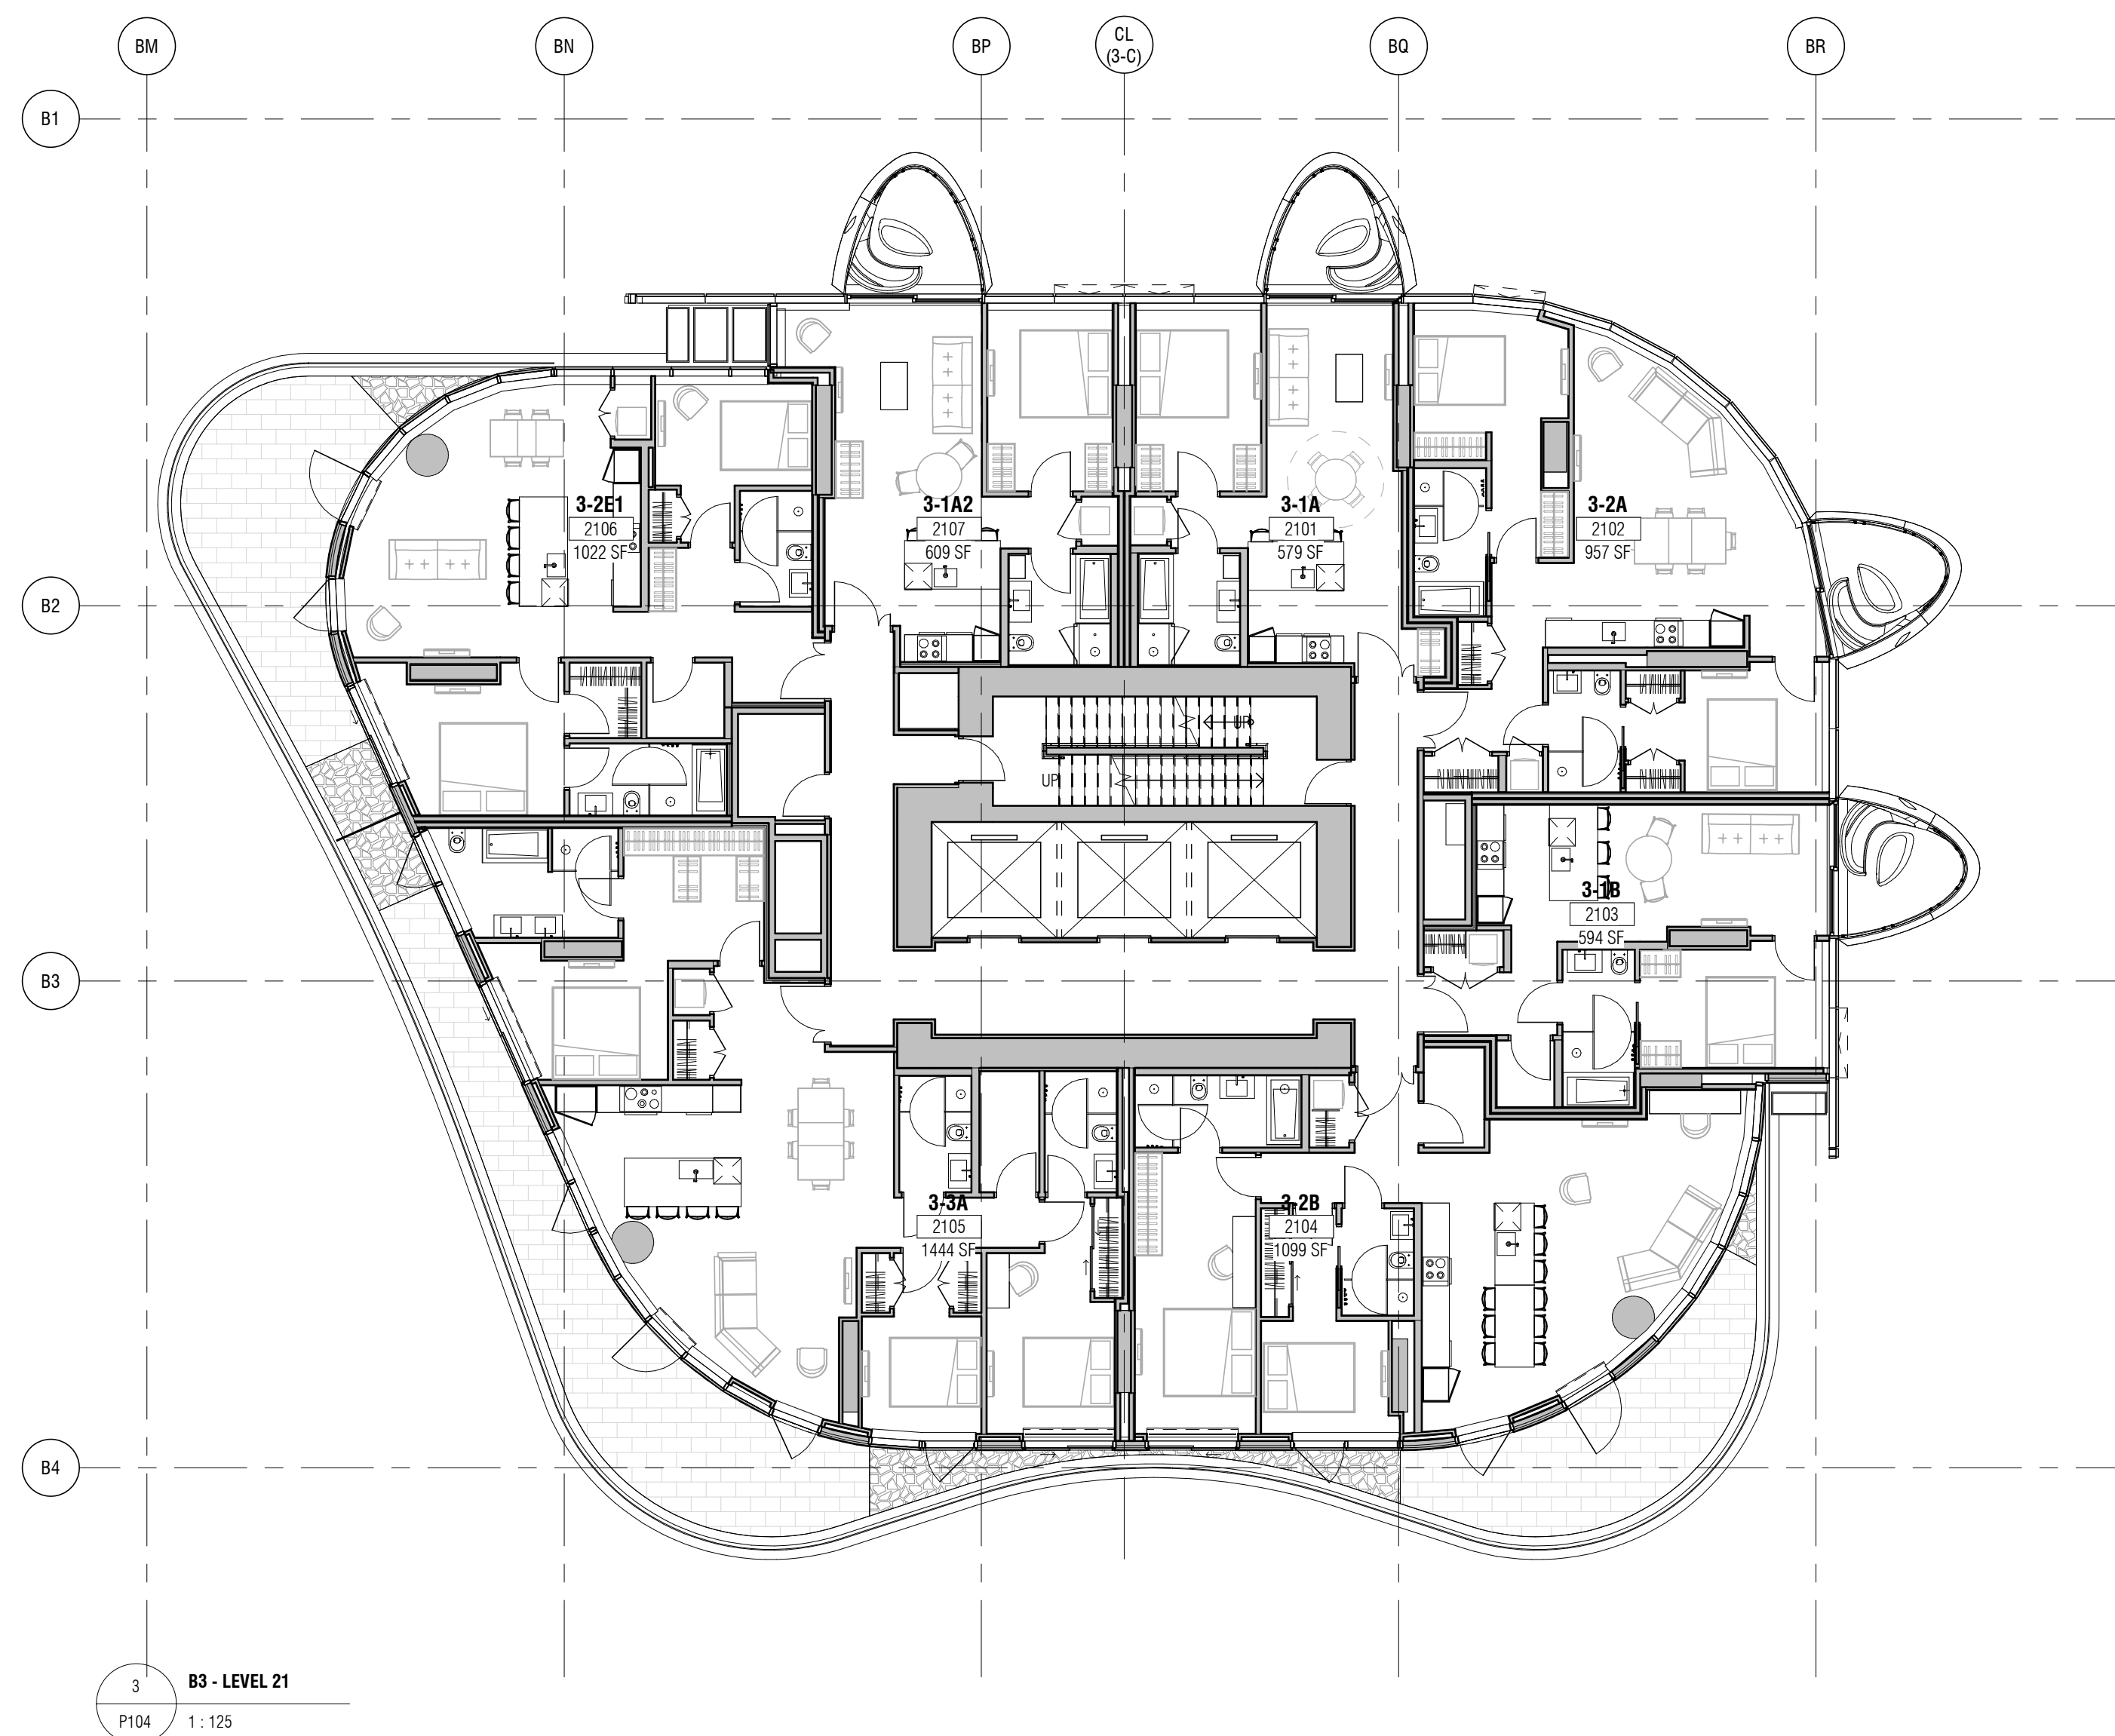 BM
BN
BP
CL
(3-C)
BQ
BR
B1
3-2E1
2106
1022 SF
3-1A2
2107
609 SF
3-1A
2101
579 SF
3-2A
2102
957 SF
B2
UP
UP
3-1B
2103
594 SF
B3
3-3A
2105
1444 SF
3-2B
2104
1099 SF
B4
3
B3 - LEVEL 21
P104
1 : 125